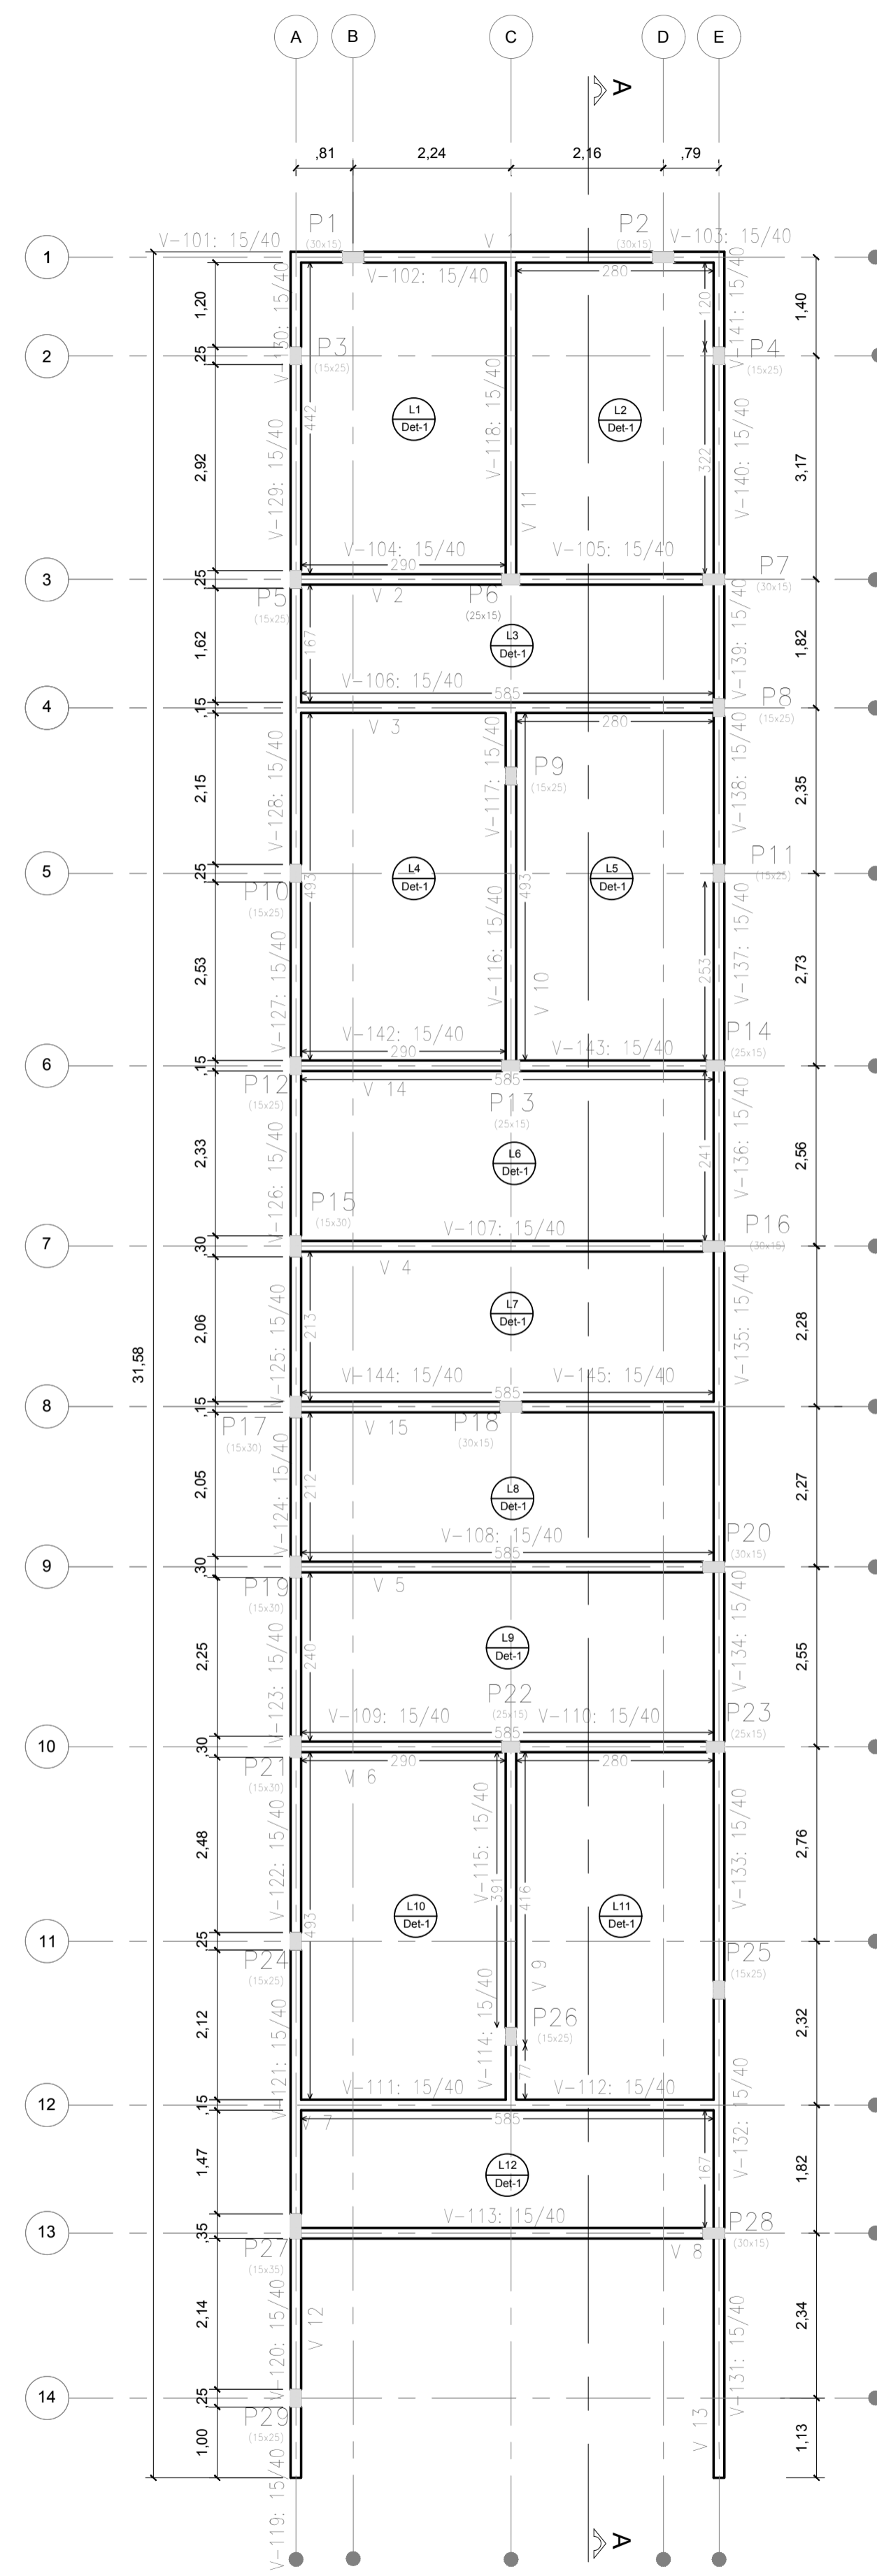 A B C D E
A
,81 2,24 2,16 ,79
P1 (30x15)
P2 (30x15)
V-101: 15/40
V 1
V-103: 15/40
1
V-102: 15/40
280
V-130: 15/40
V-141: 15/40
1,20
120
1,40
2
,25
P3 (15x25)
P4 (15x25)
442
V-118: 15/40
L1 Det-1
L2 Det-1
2,92
V-129: 15/40
322
V-140: 15/40
3,17
V 11
V-104: 15/40
V-105: 15/40
290
3
,25
P5 (15x25)
V 2
P6 (25x15)
P7 (30x15)
1,62
167
L3 Det-1
V-139: 15/40
1,82
V-106: 15/40
585
P8 (15x25)
4
,15
V 3
280
V-117: 15/40
P9 (15x25)
2,15
V-128: 15/40
V-138: 15/40
2,35
5
,25
P10 (15x25)
493
L4 Det-1
L5 Det-1
493
P11 (15x25)
2,53
V-127: 15/40
V-116: 15/40
V 10
253
V-137: 15/40
2,73
V-142: 15/40
V-143: 15/40
290
P14 (25x15)
6
,15
P12 (15x25)
585
V 14
P13 (25x15)
2,33
V-126: 15/40
L6 Det-1
241
V-136: 15/40
2,56
P15 (15x30)
V-107: 15/40
P16 (30x15)
7
,30
V 4
2,06
V-125: 15/40
213
L7 Det-1
V-135: 15/40
2,28
31,58
V-144: 15/40
V-145: 15/40
585
8
,15
P17 (15x30)
V 15
P18 (30x15)
2,05
V-124: 15/40
212
L8 Det-1
2,27
V-108: 15/40
585
P20 (30x15)
9
,30
P19 (15x30)
V 5
2,25
V-123: 15/40
240
L9 Det-1
V-134: 15/40
2,55
P22 (25x15)
P23 (25x15)
V-109: 15/40
V-110: 15/40
585
10
,30
P21 (15x30)
290
280
V 6
2,48
V-122: 15/40
V-115: 15/40
391
416
V-133: 15/40
2,76
493
L10 Det-1
L11 Det-1
11
,25
P24 (15x25)
P25 (15x25)
V 9
2,12
V-121: 15/40
V-114: 15/40
P26 (15x25)
77
2,32
V-111: 15/40
V-112: 15/40
12
,15
V 7
585
V-132: 15/40
1,47
L12 Det-1
167
1,82
V-113: 15/40
P28 (30x15)
13
,35
P27 (15x35)
V 8
2,14
V-120: 15/40
V 12
V-131: 15/40
2,34
14
,25
P29 (15x25)
V 13
1,00
V-119: 15/40
1,13
A